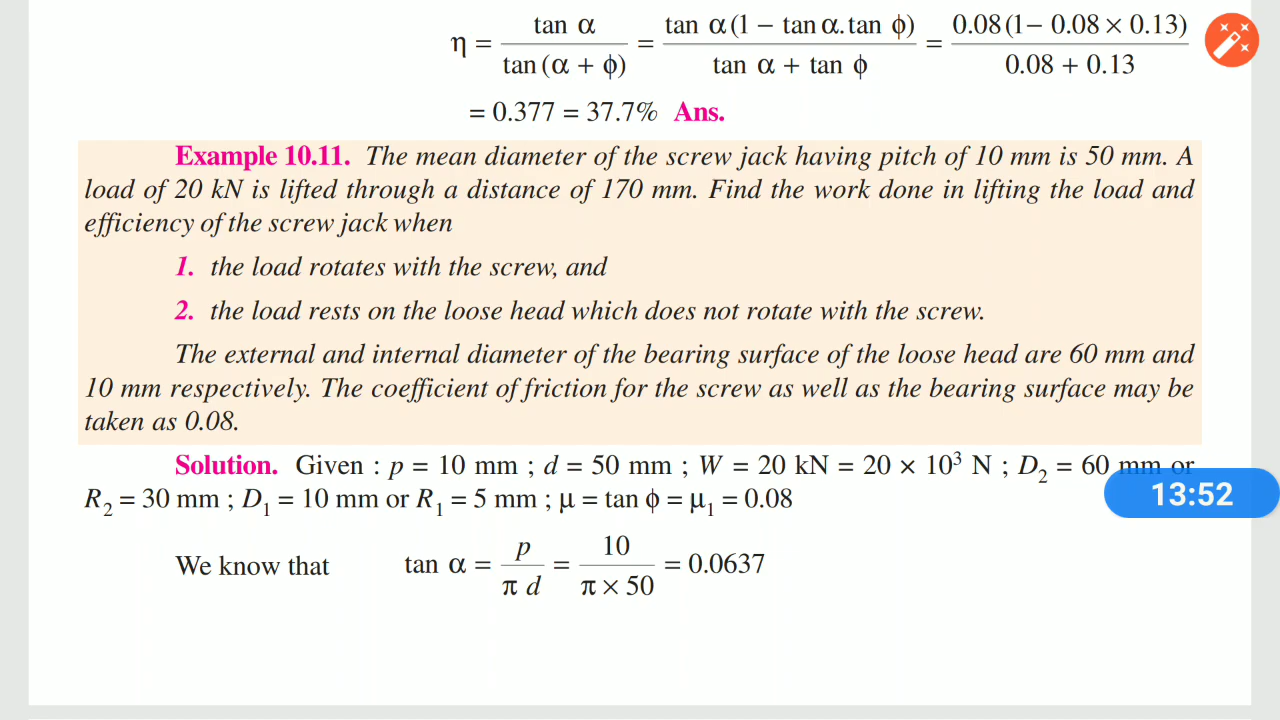 η = tan α / tan (α + ϕ) = tan α (1 − tan α. tan ϕ) / tan α + tan ϕ = 0.08 (1 − 0.08 × 0.13) / 0.08 + 0.13
= 0.377 = 37.7% Ans.
Example 10.11. The mean diameter of the screw jack having pitch of 10 mm is 50 mm. A
load of 20 kN is lifted through a distance of 170 mm. Find the work done in lifting the load and
efficiency of the screw jack when
1. the load rotates with the screw, and
2. the load rests on the loose head which does not rotate with the screw.
The external and internal diameter of the bearing surface of the loose head are 60 mm and
10 mm respectively. The coefficient of friction for the screw as well as the bearing surface may be
taken as 0.08.
Solution. Given : p = 10 mm ; d = 50 mm ; W = 20 kN = 20 × 10³ N ; D₂ = 60 mm or
R₂ = 30 mm ; D₁ = 10 mm or R₁ = 5 mm ; μ = tan ϕ = μ₁ = 0.08
13:52
We know that tan α = p / π d = 10 / π × 50 = 0.0637